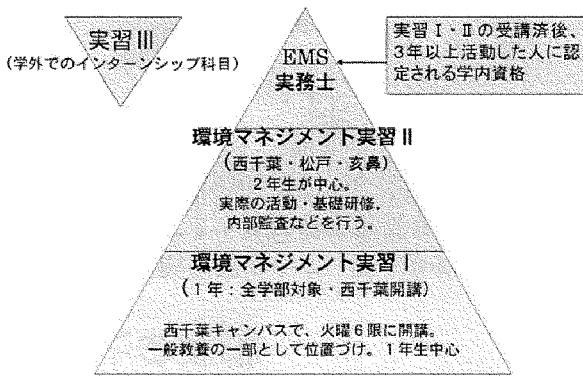 実習Ⅲ
(学外でのインターンシップ科目)
EMS
実務士
実習Ⅰ・Ⅱの受講済後、
3年以上活動した人に認
定される学内資格
環境マネジメント実習Ⅱ
(西千葉・松戸・亥鼻)
2年生が中心。
実際の活動・基礎研修、
内部監査などを行う。
環境マネジメント実習Ⅰ
(1年:全学部対象・西千葉開講)
西千葉キャンパスで、火曜6限に開講。
一般教養の一部として位置づけ。1年生中心